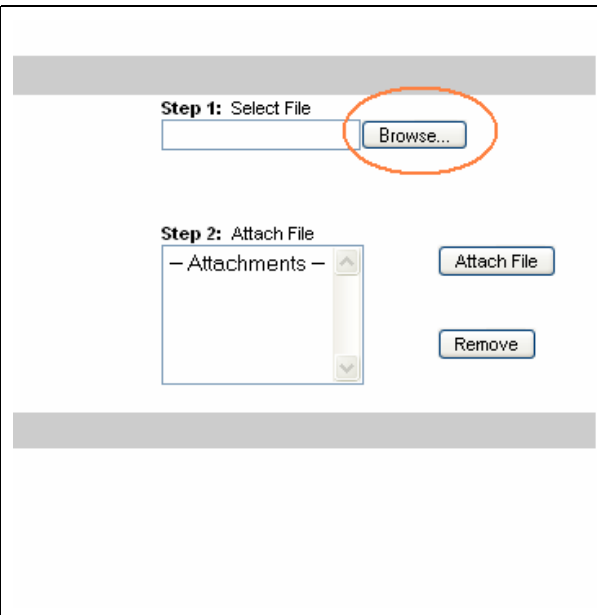 Step 1: Select File
Browse...
Step 2: Attach File
– Attachments –
Attach File
Remove